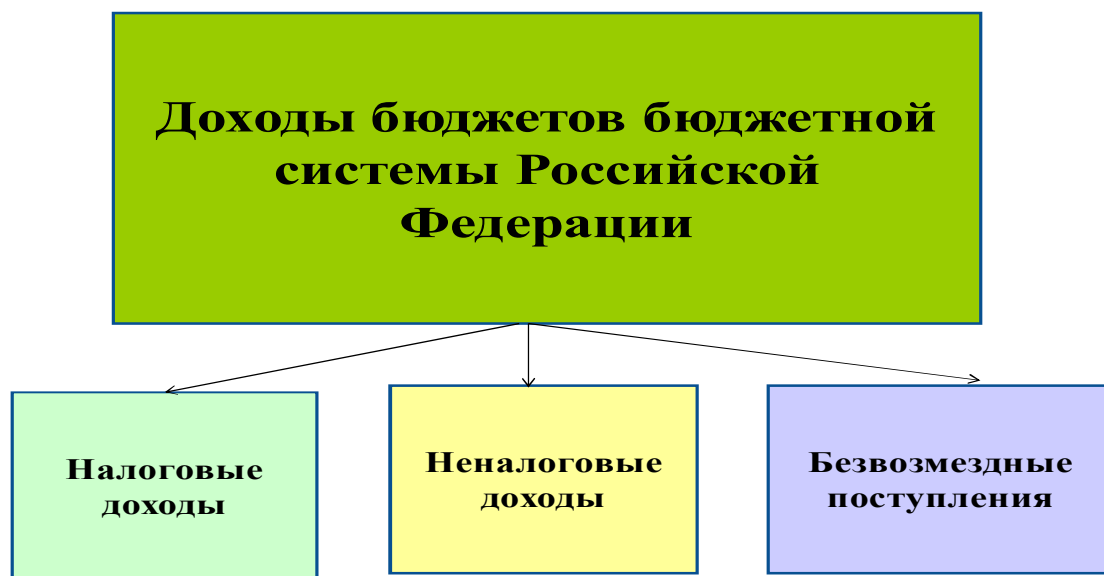 Доходы бюджетов бюджетной
системы Российской
Федерации
Налоговые
доходы
Неналоговые
доходы
Безвозмездные
поступления